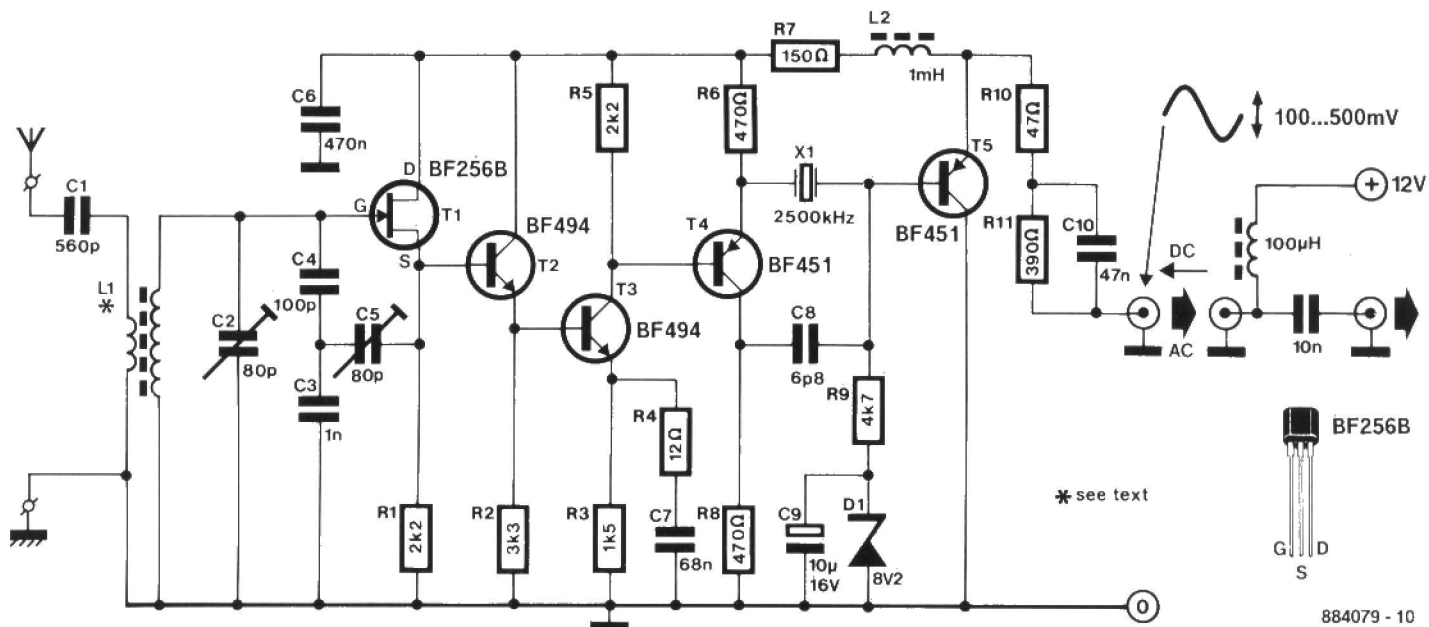 R7
150Ω
L2
1mH
C6
470n
R5
2k2
R6
470Ω
R10
47Ω
100...500mV
C1
560p
D
BF256B
G
T1
S
X1
2500kHz
T5
BF451
+
12V
C4
100p
BF494
T2
T4
BF451
R11
390Ω
C10
47n
DC
100µH
L1
*
C2
80p
C5
80p
T3
BF494
C8
6p8
AC
10n
C3
1n
R4
12Ω
R9
4k7
BF256B
* see text
R1
2k2
R2
3k3
R3
1k5
C7
68n
R8
470Ω
C9
10µ
16V
D1
8V2
G
D
S
0
884079 - 10